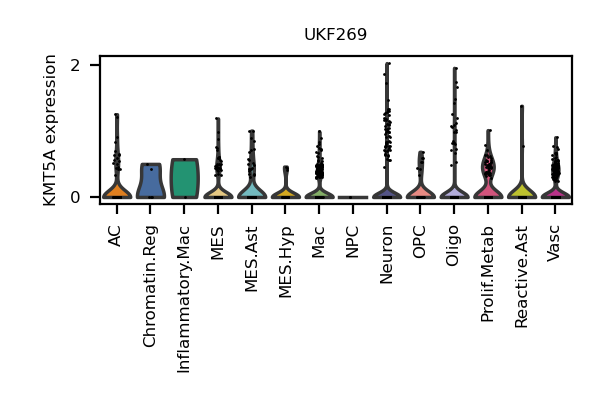 UKF269
KMT5A expression
2
0
AC
Chromatin.Reg
Inflammatory.Mac
MES
MES.Ast
MES.Hyp
Mac
NPC
Neuron
OPC
Oligo
Prolif.Metab
Reactive.Ast
Vasc